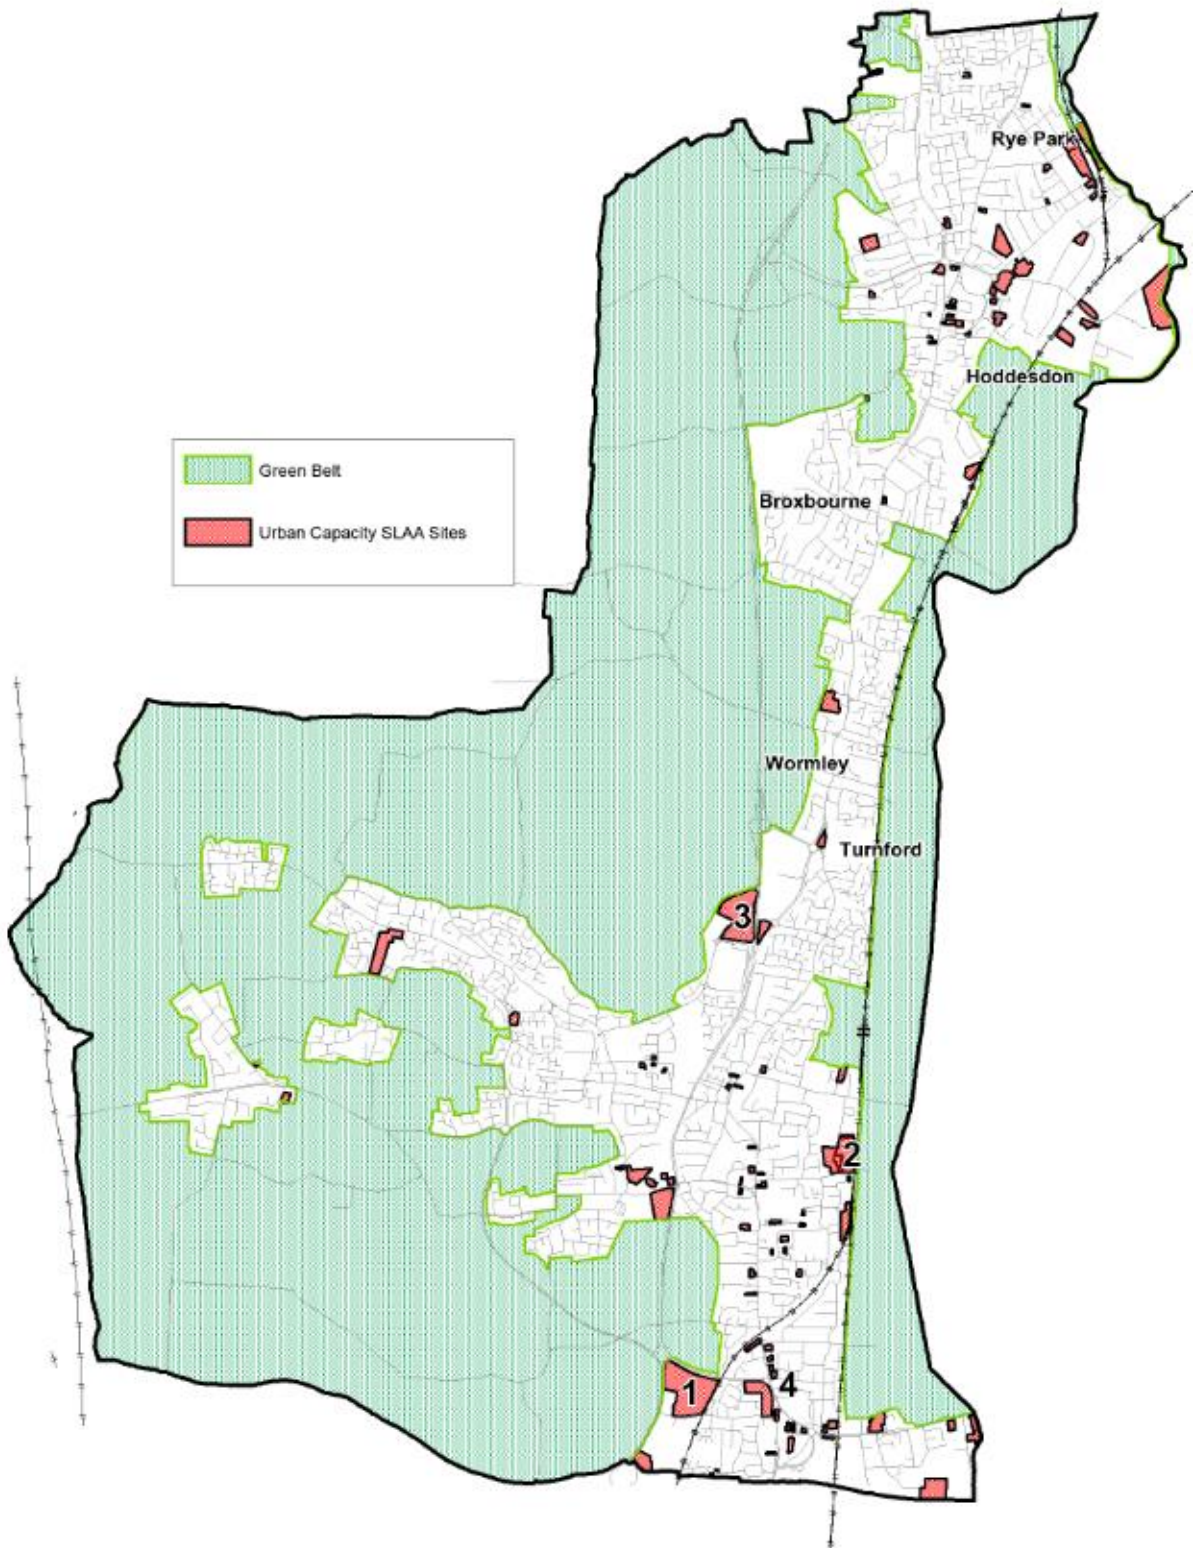 Rye Park
Hoddesdon
Green Belt
Broxbourne
Urban Capacity SLAA Sites
Wormley
Turnford
3
2
1
4